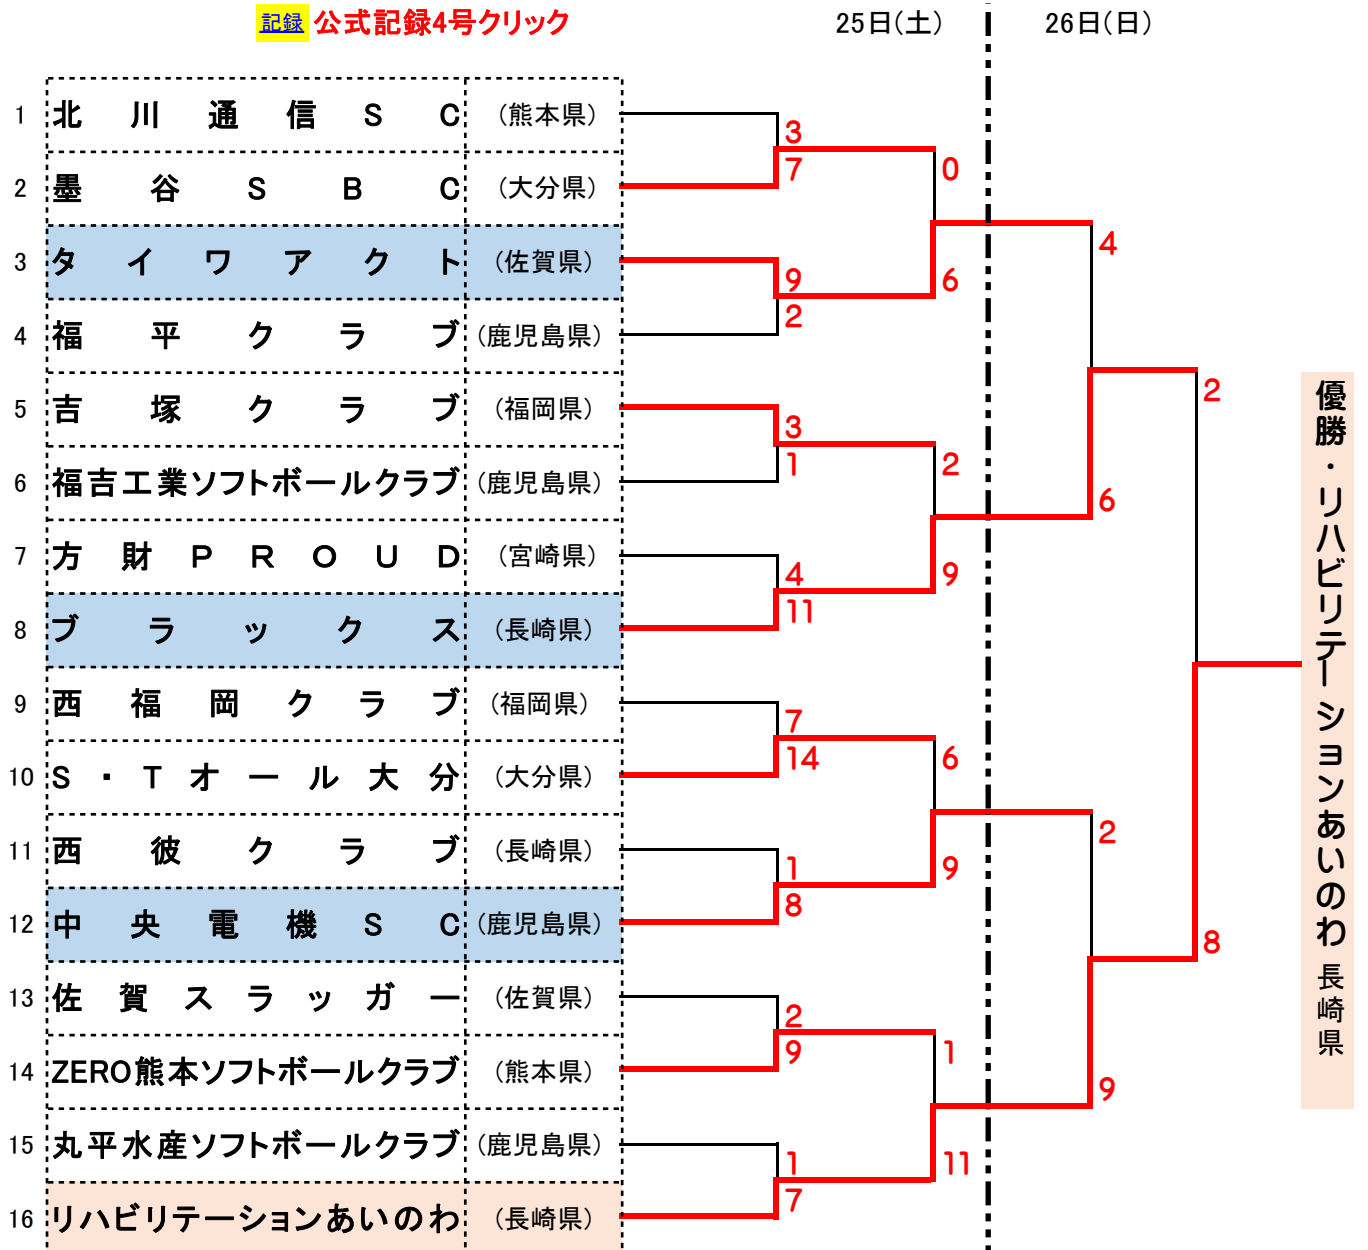 記録 公式記録4号クリック 25日(土) 26日(日)
1 北川通信SC (熊本県)
3
7
2 墨谷SBC (大分県)
0
3 タイワアクト (佐賀県)
9
6
4
2
4 福平クラブ (鹿児島県)
5 吉塚クラブ (福岡県)
3
1
2
2
6 福吉工業ソフトボールクラブ (鹿児島県)
6
7 方財PROUD (宮崎県)
4
11
9
8 ブラックス (長崎県)
9 西福岡クラブ (福岡県)
7
14
6
10 S・Tオール大分 (大分県)
2
11 西彼クラブ (長崎県)
1
8
9
12 中央電機SC (鹿児島県)
8
13 佐賀スラッガー (佐賀県)
2
9
1
14 ZERO熊本ソフトボールクラブ (熊本県)
9
15 丸平水産ソフトボールクラブ (鹿児島県)
1
7
11
16 リハビリテーションあいのわ (長崎県)
優勝・リハビリテーションあいのわ 長崎県